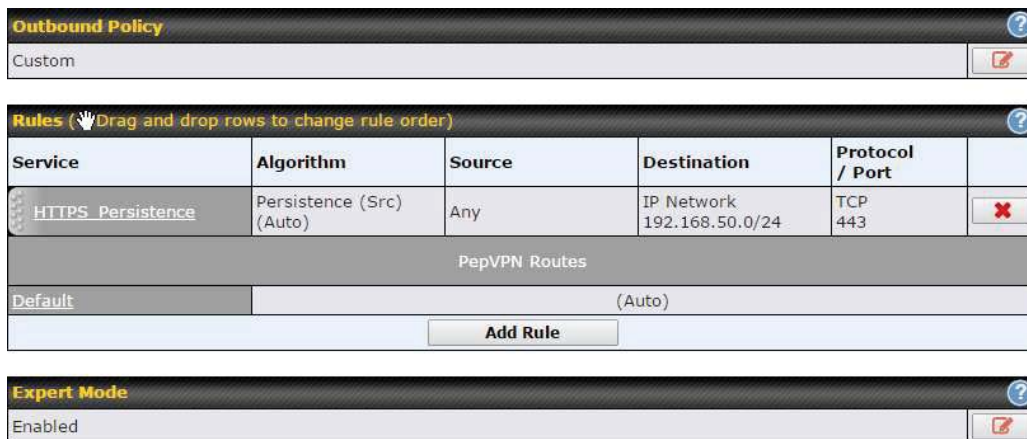 Outbound Policy
Custom
Rules (Drag and drop rows to change rule order)
Service Algorithm Source Destination Protocol / Port
HTTPS_Persistence Persistence (Src) (Auto) Any IP Network 192.168.50.0/24 TCP 443
PepVPN Routes
Default (Auto)
Add Rule
Expert Mode
Enabled